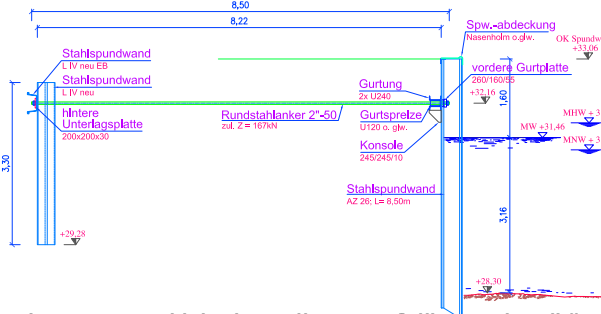 8,50
8,22
Spw.-abdeckung
Nasenholm o.glw.
OK Spundw
+33,06
Stahlspundwand
L IV neu EB
Stahlspundwand
L IV neu
hintere
Unterlagsplatte
200x200x30
Gurtung
2x U240
vordere Gurtplatte
260/160/55
+32,16
1,60
Rundstahlanker 2"-50
zul. Z = 167kN
Gurtspreize
U120 o. glw.
MHW + 3
MW +31,46
MNW + 3
Konsole
245/245/10
3,30
Stahlspundwand
AZ 26; L= 8,50m
3,16
+29,28
+28,30